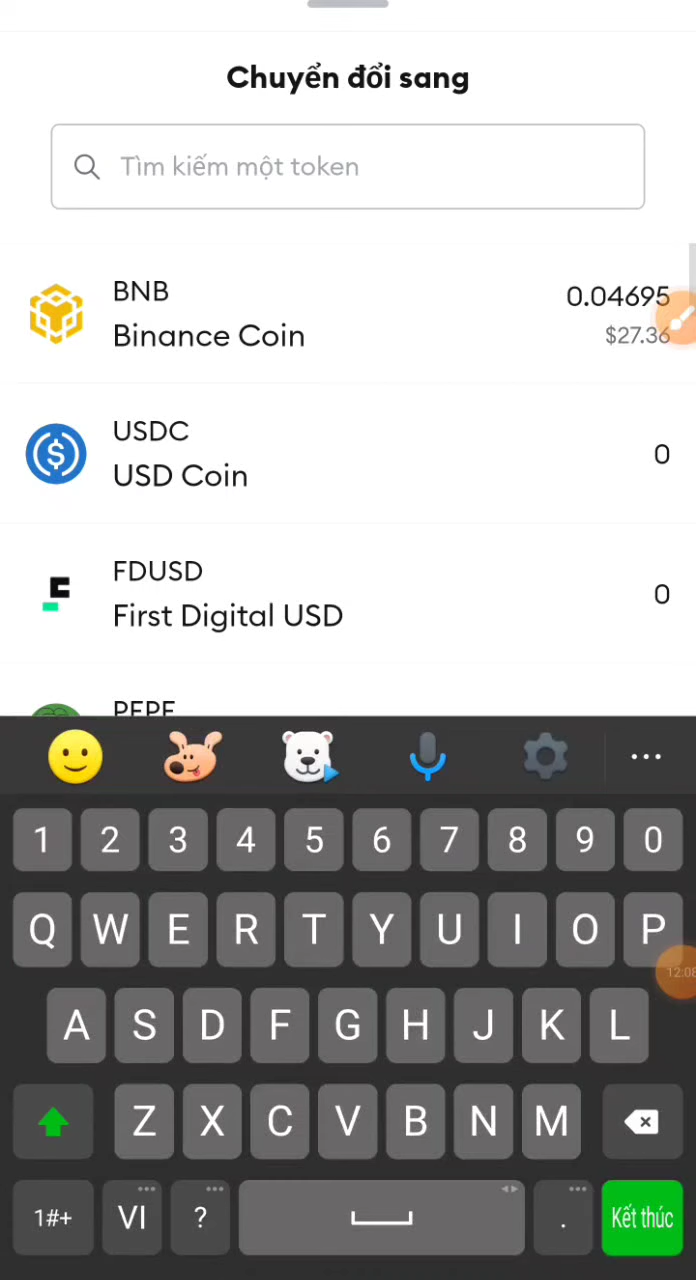 Chuyển đổi sang
Tìm kiếm một token
BNB
0.04695
Binance Coin
$27.36
USDC
0
USD Coin
FDUSD
0
First Digital USD
PEPE
1 2 3 4 5 6 7 8 9 0
Q W E R T Y U I O P
12:08
A S D F G H J K L
Z X C V B N M
1#+ VI ? . Kết thúc